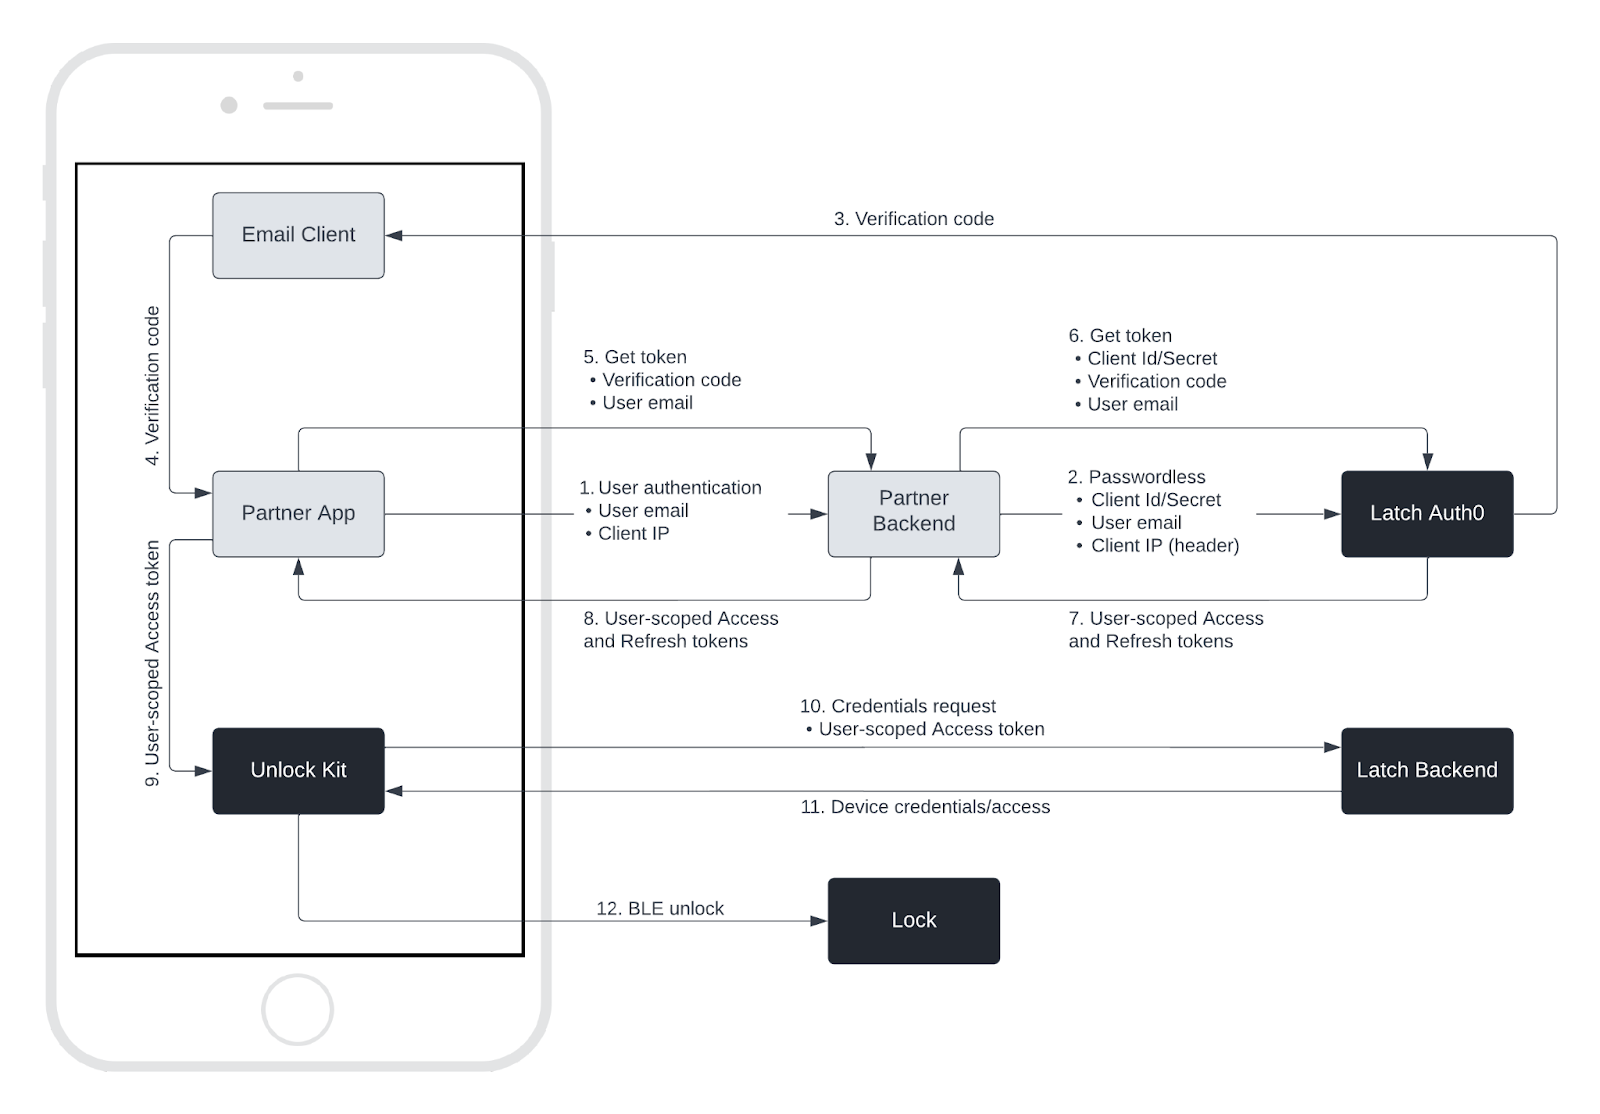 3. Verification code
Email Client
4. Verification code
5. Get token
• Verification code
• User email
6. Get token
• Client Id/Secret
• Verification code
• User email
Partner App
1. User authentication
• User email
• Client IP
Partner
Backend
2. Passwordless
• Client Id/Secret
• User email
• Client IP (header)
Latch Auth0
9. User-scoped Access token
8. User-scoped Access
and Refresh tokens
7. User-scoped Access
and Refresh tokens
10. Credentials request
• User-scoped Access token
Unlock Kit
Latch Backend
11. Device credentials/access
12. BLE unlock
Lock